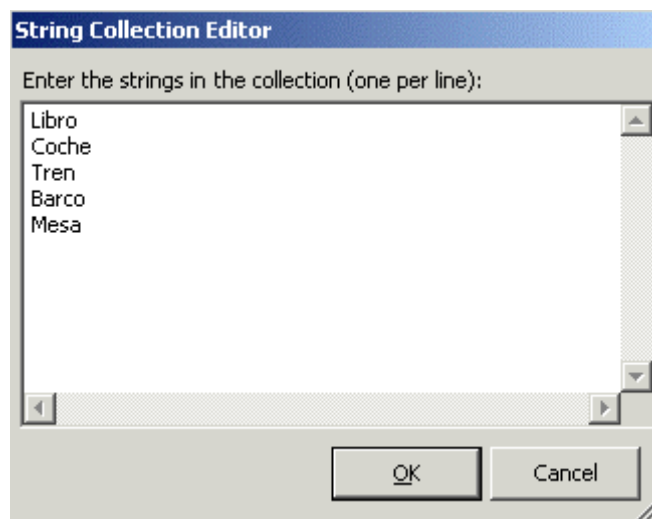 String Collection Editor
Enter the strings in the collection (one per line):
Libro
Coche
Tren
Barco
Mesa
OK
Cancel